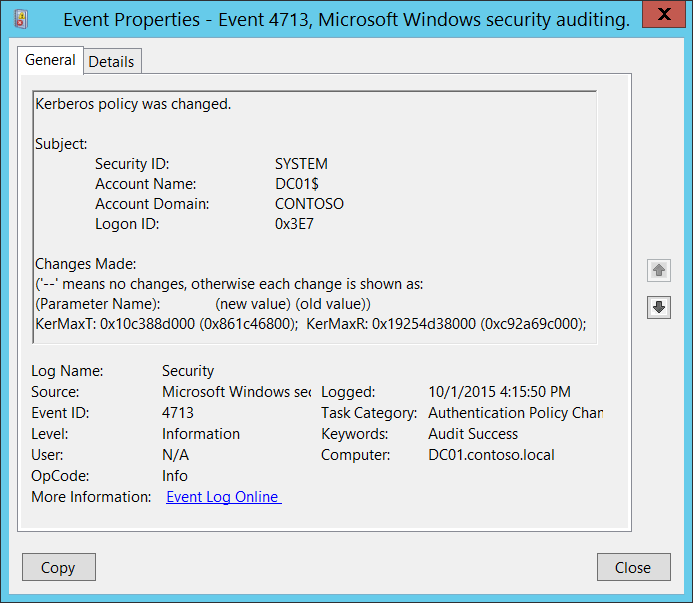 Event Properties - Event 4713, Microsoft Windows security auditing.
General Details
Kerberos policy was changed.
Subject:
Security ID: SYSTEM
Account Name: DC01$
Account Domain: CONTOSO
Logon ID: 0x3E7
Changes Made:
('--' means no changes, otherwise each change is shown as:
(Parameter Name): (new value) (old value))
KerMaxT: 0x10c388d000 (0x861c46800); KerMaxR: 0x19254d38000 (0xc92a69c000);
Log Name: Security
Source: Microsoft Windows sec Logged: 10/1/2015 4:15:50 PM
Event ID: 4713 Task Category: Authentication Policy Chan
Level: Information Keywords: Audit Success
User: N/A Computer: DC01.contoso.local
OpCode: Info
More Information: Event Log Online
Copy Close